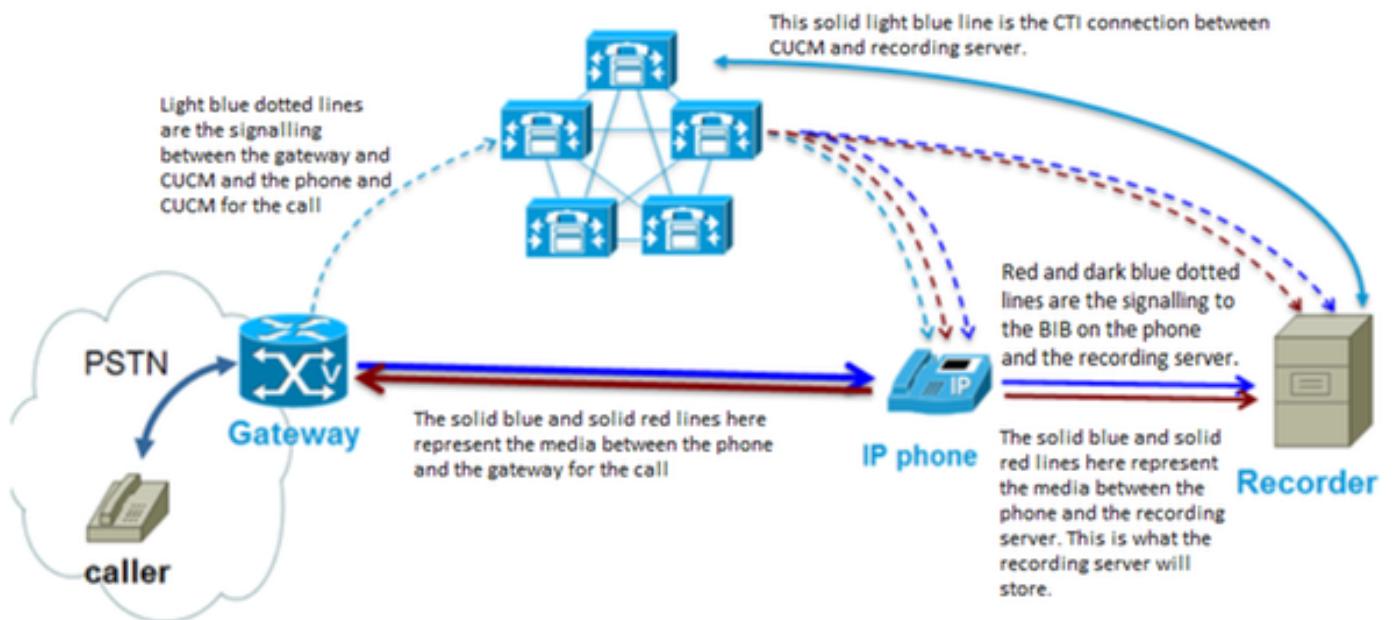 This solid light blue line is the CTI connection between
CUCM and recording server.
Light blue dotted lines
are the signalling
between the gateway and
CUCM and the phone and
CUCM for the call
Red and dark blue dotted
lines are the signalling to
the BIB on the phone
and the recording server.
PSTN
V
IP
Gateway
The solid blue and solid red lines here
represent the media between the phone
and the gateway for the call
IP phone
The solid blue and solid
red lines here represent
the media between the
phone and the recording
server. This is what the
recording server will
store.
Recorder
caller